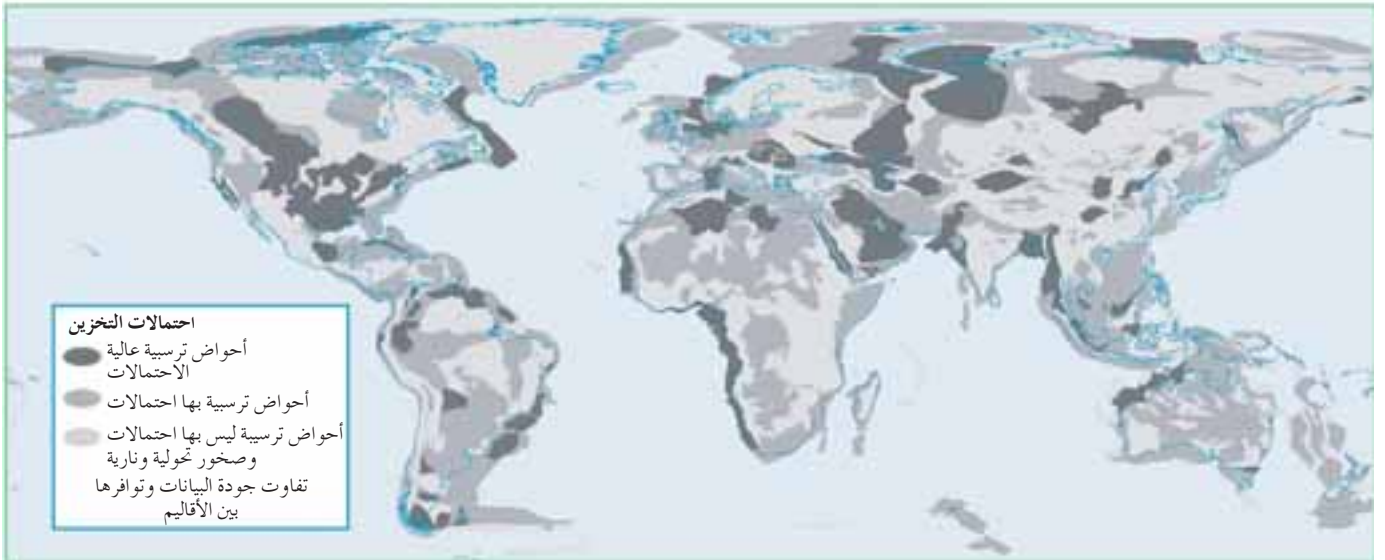 احتمالات التخزين
أحواض ترسبية عالية
الاحتمالات
أحواض ترسبية بها احتمالات
أحواض ترسيبة ليس بها احتمالات
وصخور تحولية ونارية
تفاوت جودة البيانات وتوافرها
بين الأقاليم